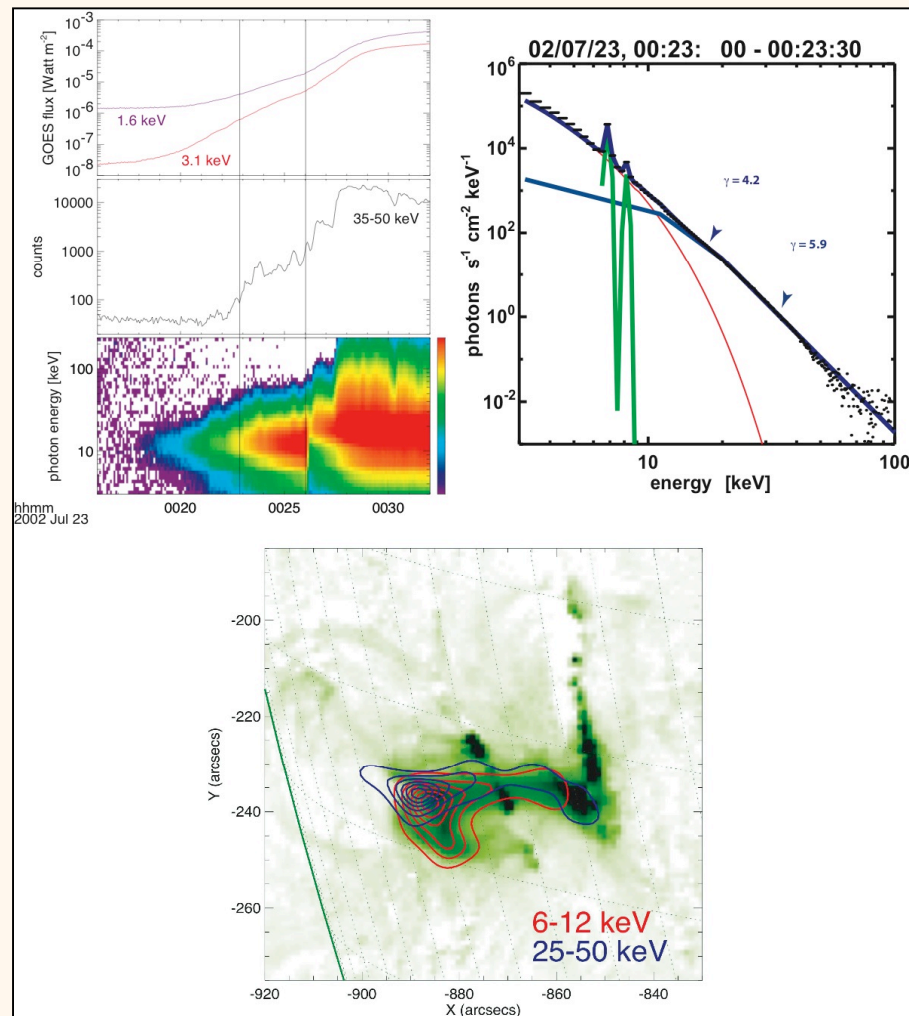 GOES flux [Watt m⁻²]
10⁻³
10⁻⁴
10⁻⁵
10⁻⁶
10⁻⁷
10⁻⁸
1.6 keV
3.1 keV
counts
10000
1000
100
35-50 keV
photon energy [keV]
100
10
0020
0025
0030
hhmm
2002 Jul 23
02/07/23, 00:23: 00 - 00:23:30
photons s⁻¹ cm⁻² keV⁻¹
10⁶
10⁴
10²
10⁰
10⁻²
γ = 4.2
γ = 5.9
10
100
energy [keV]
Y (arcsecs)
-200
-220
-240
-260
6-12 keV
25-50 keV
-920
-900
-880
-860
-840
X (arcsecs)